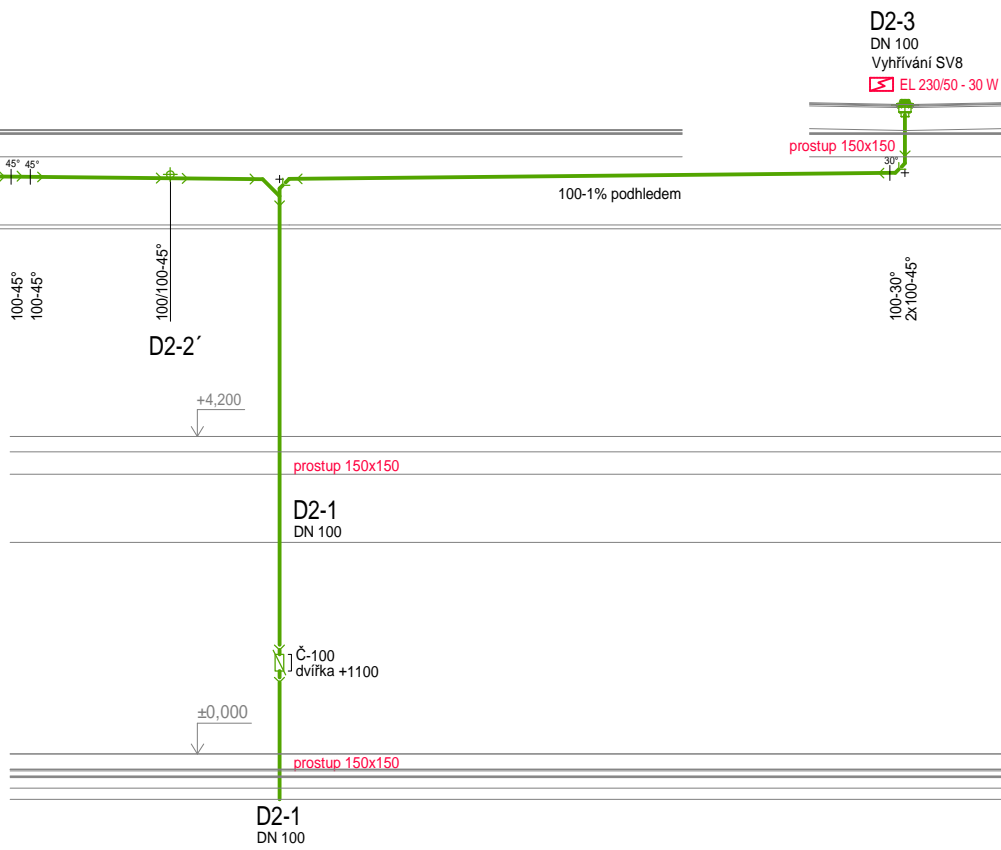 D2-3
DN 100
Vyhřívání SV8
EL 230/50 - 30 W
prostup 150x150
45° 45°
30°
100-1% podhledem
100-45°
100-45°
100/100-45°
100-30°
2x100-45°
D2-2´
+4,200
prostup 150x150
D2-1
DN 100
Č-100
dvířka +1100
±0,000
prostup 150x150
D2-1
DN 100